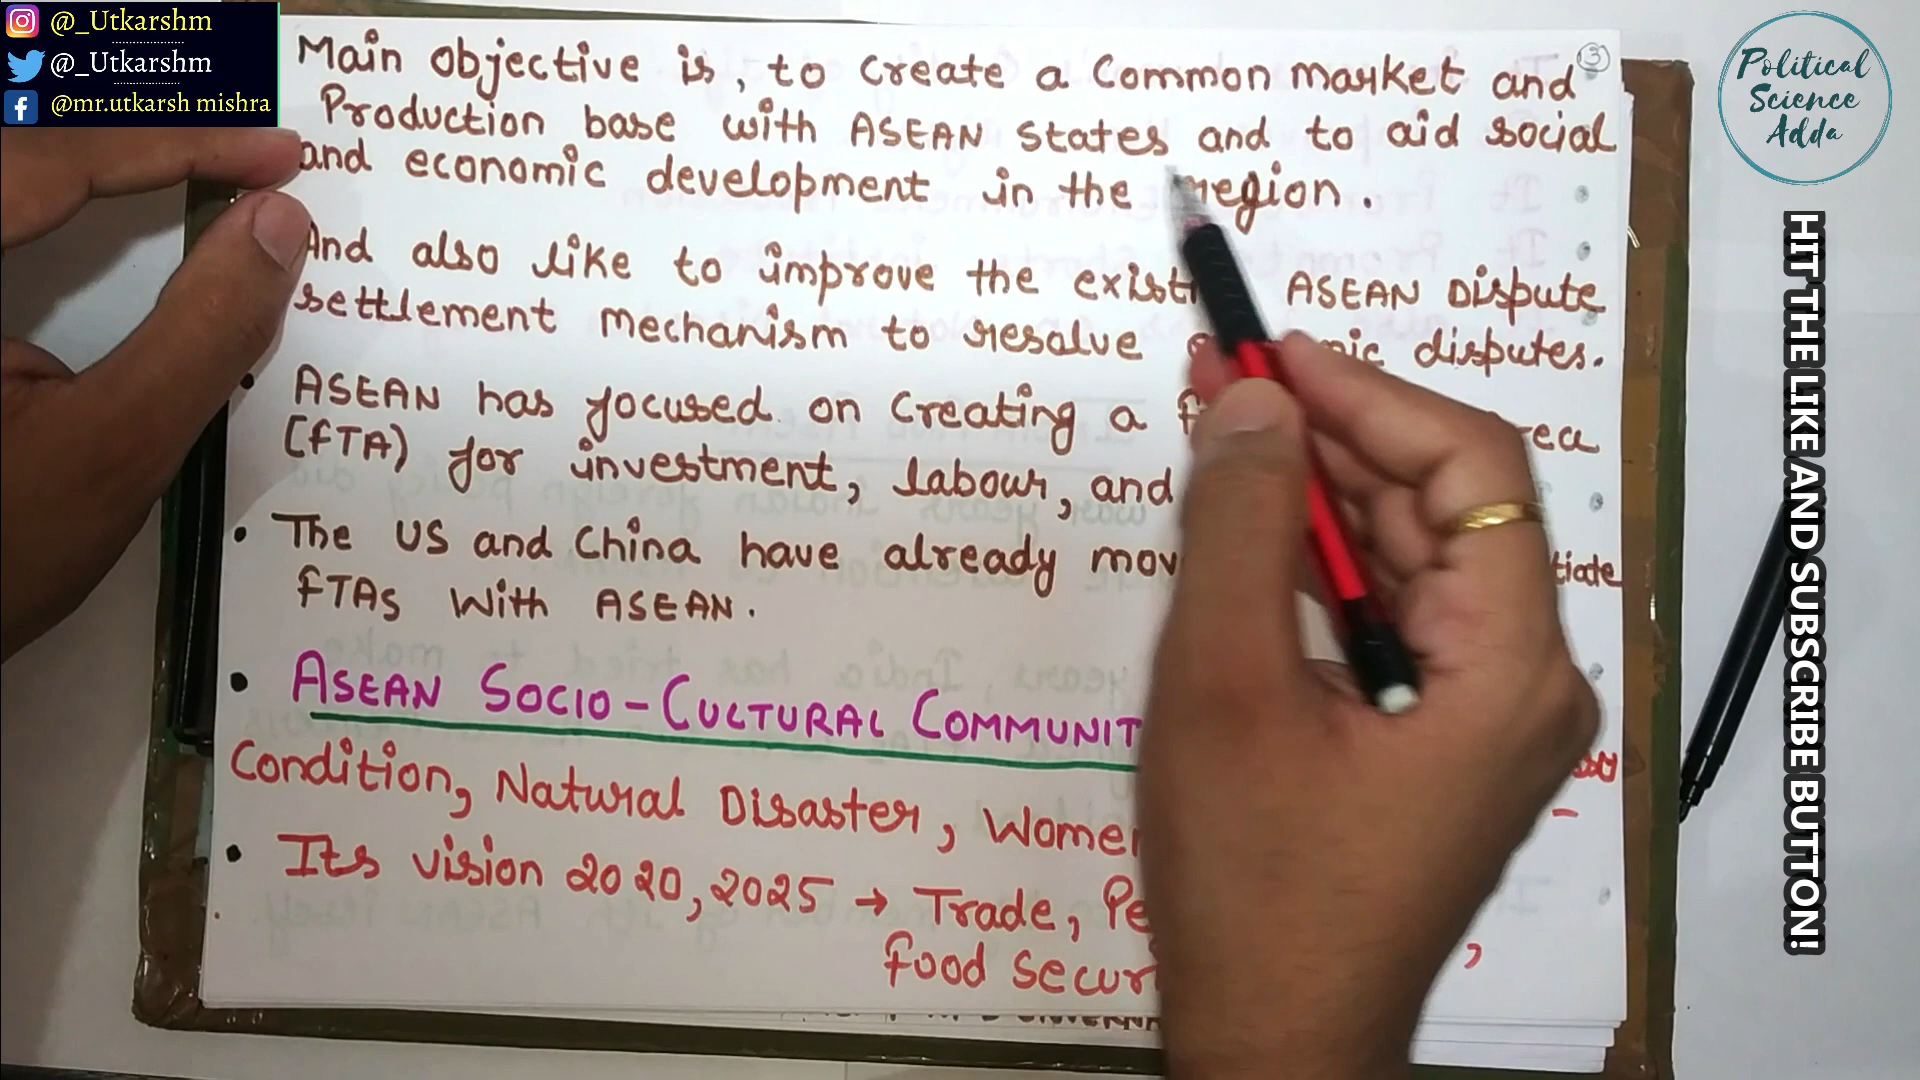 @_Utkarshm
@_Utkarshm
@mr.utkarsh mishra
3
Main objective is, to create a common market and
Production base with ASEAN States and to aid social
and economic development in the region.
And also like to improve the ASEAN Dispute
settlement mechanism to resolve disputes.
• ASEAN has focused on creating a
(FTA) for investment, labour, and
• The US and China have already
FTAs with ASEAN.
• ASEAN SOCIO-CULTURAL
Condition, Natural Disaster,
• Its vision 2020, 2025 → Trade,
food
Political
Science
Adda
HIT THE LIKE AND SUBSCRIBE BUTTON!